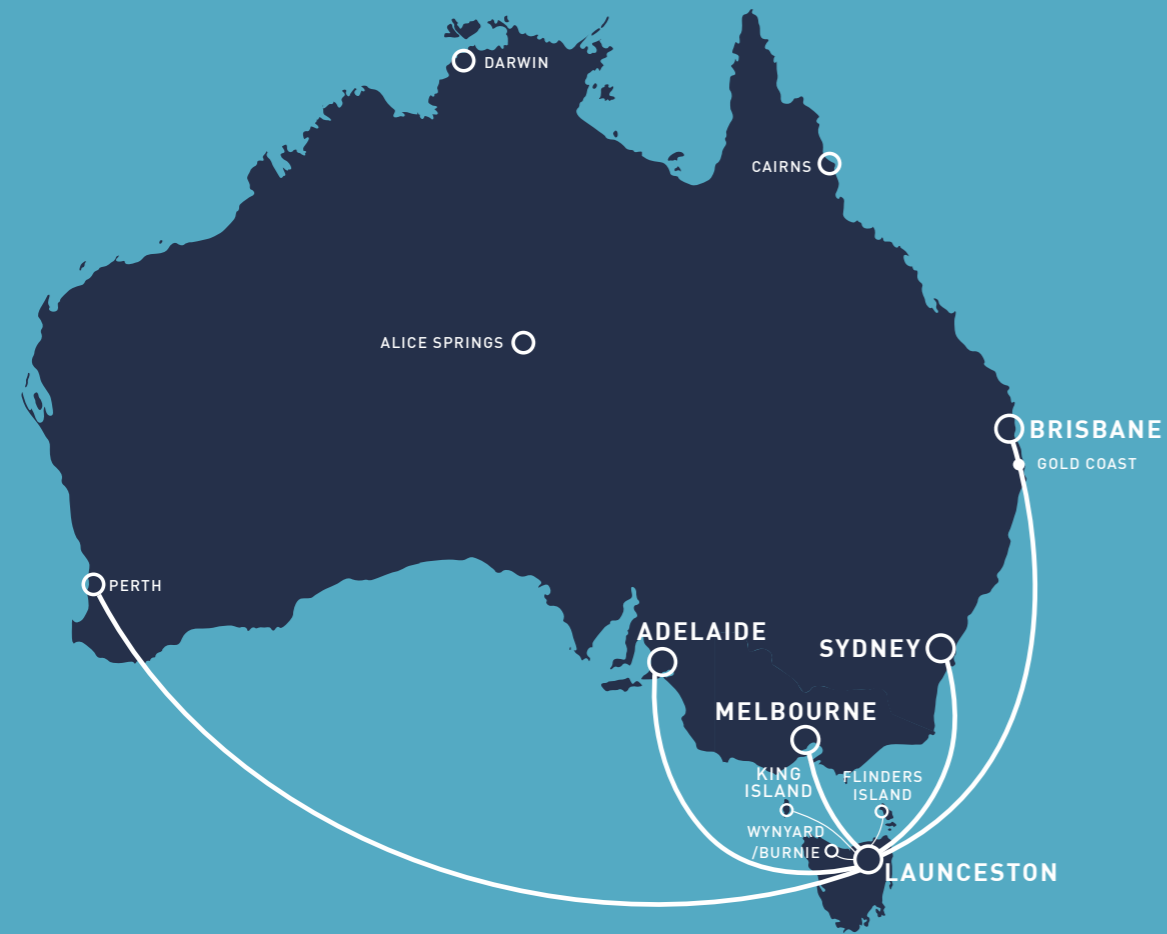 DARWIN
CAIRNS
ALICE SPRINGS
BRISBANE
GOLD COAST
PERTH
ADELAIDE
SYDNEY
MELBOURNE
KING
ISLAND
FLINDERS
ISLAND
WYNYARD
/BURNIE
LAUNCESTON